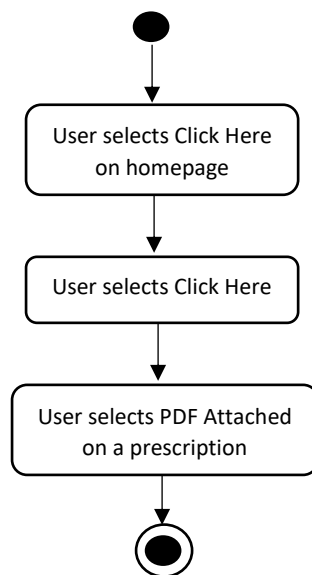 User selects Click Here
on homepage
User selects Click Here
User selects PDF Attached
on a prescription